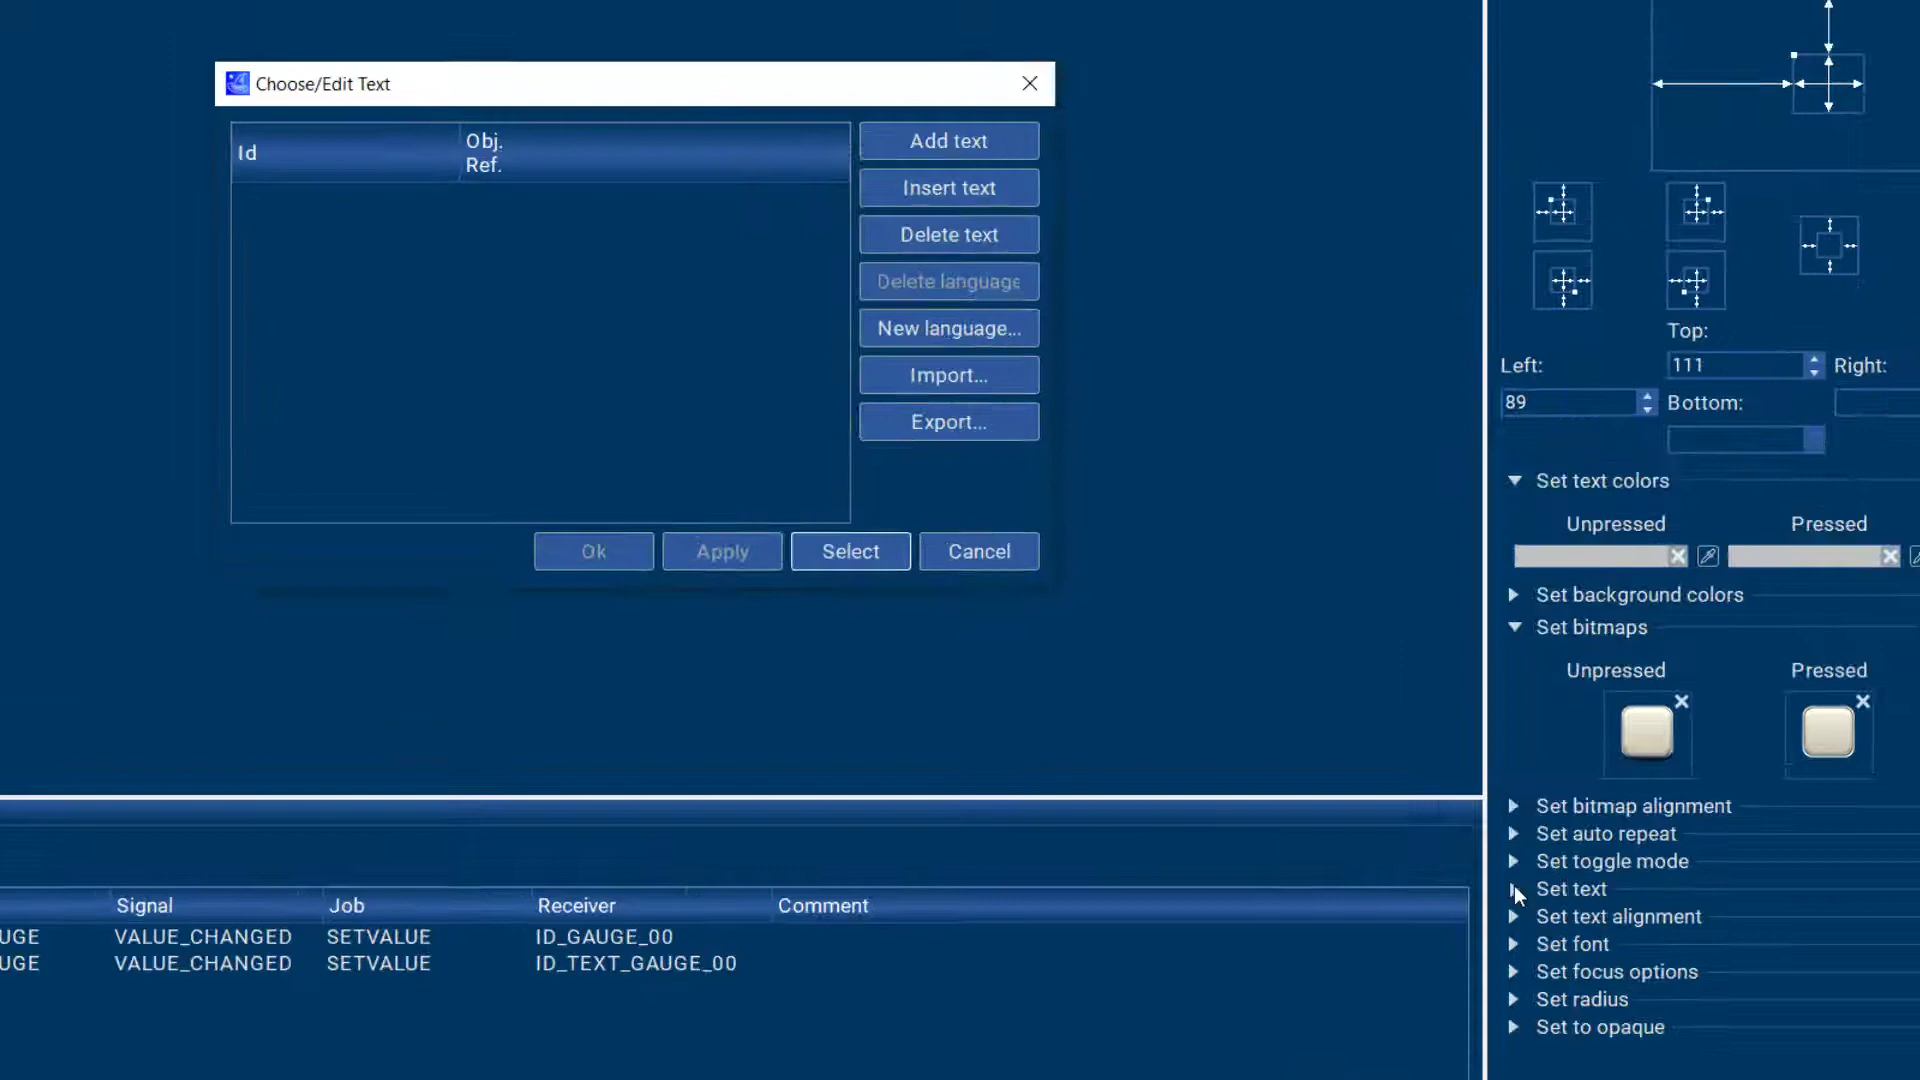 Choose/Edit Text
Id
Obj.
Ref.
Add text
Insert text
Delete text
Delete language
New language...
Import...
Export...
Ok
Apply
Select
Cancel
Top:
Left:
111
Right:
89
Bottom:
Set text colors
Unpressed
Pressed
Set background colors
Set bitmaps
Unpressed
Pressed
Set bitmap alignment
Set auto repeat
Set toggle mode
Set text
Set text alignment
Set font
Set focus options
Set radius
Set to opaque
Signal
Job
Receiver
Comment
UGE VALUE_CHANGED SETVALUE ID_GAUGE_00
UGE VALUE_CHANGED SETVALUE ID_TEXT_GAUGE_00